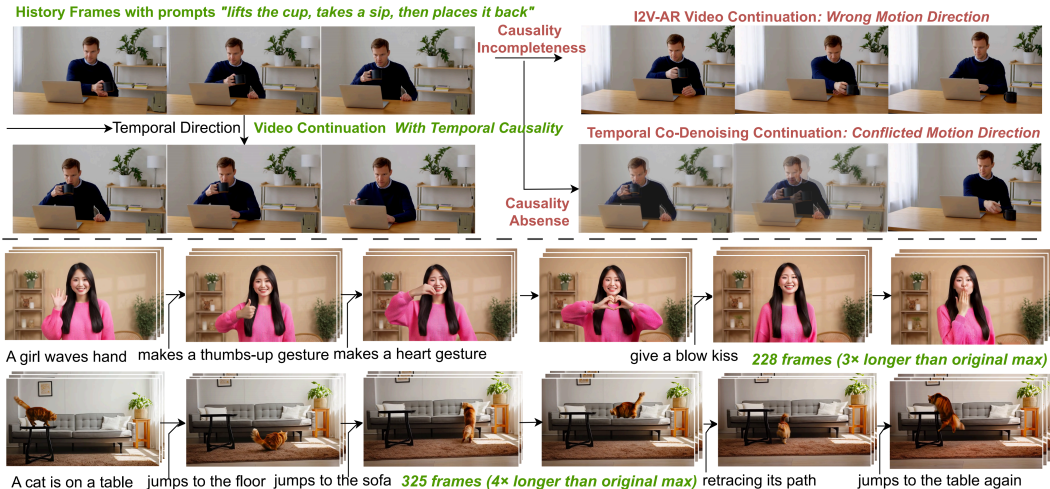 History Frames with prompts "lifts the cup, takes a sip, then places it back"
Causality
Incompleteness
I2V-AR Video Continuation: Wrong Motion Direction
Temporal Direction
Video Continuation With Temporal Causality
Temporal Co-Denoising Continuation: Conflicted Motion Direction
Causality
Absense
A girl waves hand
makes a thumbs-up gesture
makes a heart gesture
give a blow kiss
228 frames (3× longer than original max)
A cat is on a table
jumps to the floor
jumps to the sofa
325 frames (4× longer than original max)
retracing its path
jumps to the table again